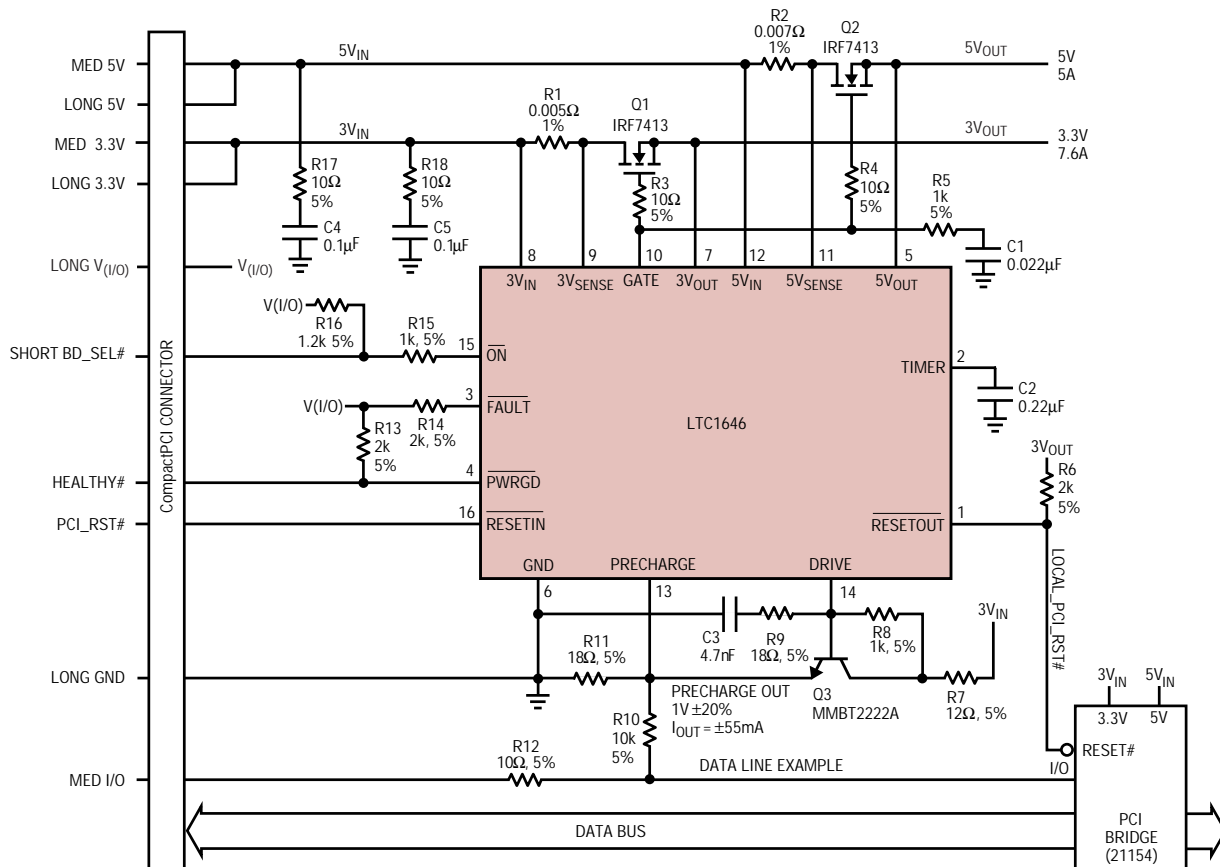 R2
0.007Ω
1%
Q2
IRF7413
MED 5V
5VIN
5VOUT
5V
5A
LONG 5V
R1
0.005Ω
1%
Q1
IRF7413
MED 3.3V
3VIN
3VOUT
3.3V
7.6A
LONG 3.3V
R17
10Ω
5%
R18
10Ω
5%
R3
10Ω
5%
R4
10Ω
5%
R5
1k
5%
C4
0.1µF
C5
0.1µF
C1
0.022µF
LONG V(I/O)
V(I/O)
8
9
10
7
12
11
5
3VIN
3VSENSE
GATE
3VOUT
5VIN
5VSENSE
5VOUT
V(I/O)
R16
1.2k 5%
R15
1k, 5%
SHORT BD_SEL#
15
ON
TIMER
2
C2
0.22µF
CompactPCI CONNECTOR
V(I/O)
R13
2k
5%
R14
2k, 5%
3
FAULT
LTC1646
HEALTHY#
4
PWRGD
3VOUT
R6
2k
5%
PCI_RST#
16
RESETIN
RESETOUT
1
LOCAL_PCI_RST#
GND
PRECHARGE
DRIVE
6
13
14
C3
4.7nF
R9
18Ω, 5%
R8
1k, 5%
3VIN
R11
18Ω, 5%
LONG GND
PRECHARGE OUT
1V ±20%
IOUT = ±55mA
Q3
MMBT2222A
R7
12Ω, 5%
R10
10k
5%
3VIN
5VIN
3.3V
5V
RESET#
R12
10Ω, 5%
MED I/O
DATA LINE EXAMPLE
I/O
DATA BUS
PCI
BRIDGE
(21154)